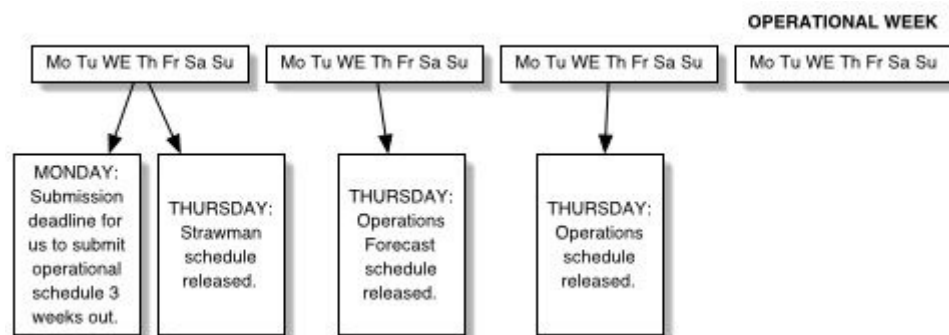 OPERATIONAL WEEK
Mo Tu WE Th Fr Sa Su
Mo Tu WE Th Fr Sa Su
Mo Tu WE Th Fr Sa Su
Mo Tu WE Th Fr Sa Su
MONDAY:
Submission
deadline for
us to submit
operational
schedule 3
weeks out.
THURSDAY:
Strawman
schedule
released.
THURSDAY:
Operations
Forecast
schedule
released.
THURSDAY:
Operations
schedule
released.